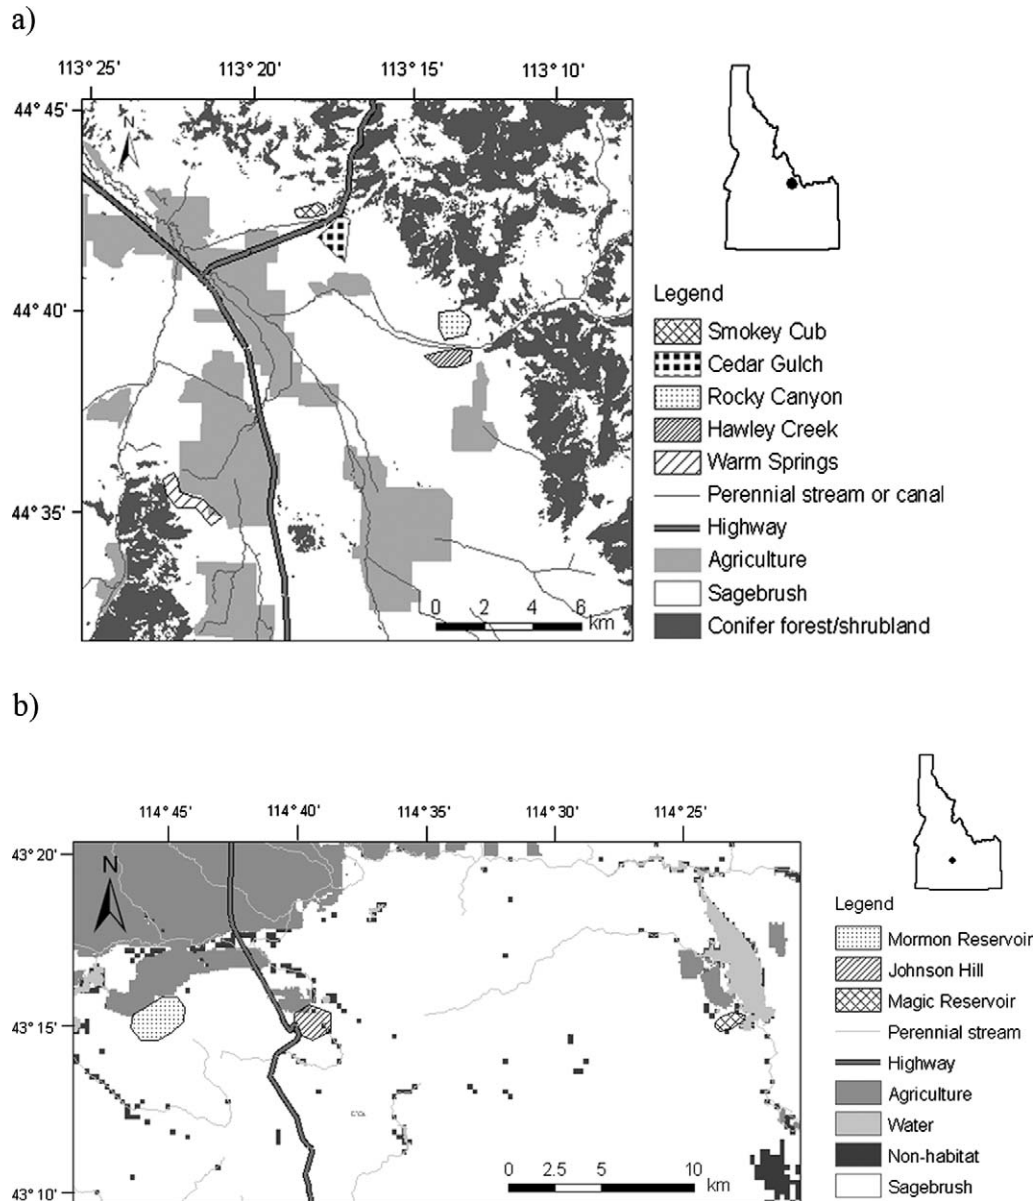 a)
113°25' 113°20' 113°15' 113°10'
44°45'
N
44°40'
44°35'
0 2 4 6
km
Legend
Smokey Cub
Cedar Gulch
Rocky Canyon
Hawley Creek
Warm Springs
Perennial stream or canal
Highway
Agriculture
Sagebrush
Conifer forest/shrubland
b)
114°45' 114°40' 114°35' 114°30' 114°25'
43°20'
N
43°15'
43°10'
0 2.5 5 10
km
Legend
Mormon Reservoir
Johnson Hill
Magic Reservoir
Perennial stream
Highway
Agriculture
Water
Non-habitat
Sagebrush